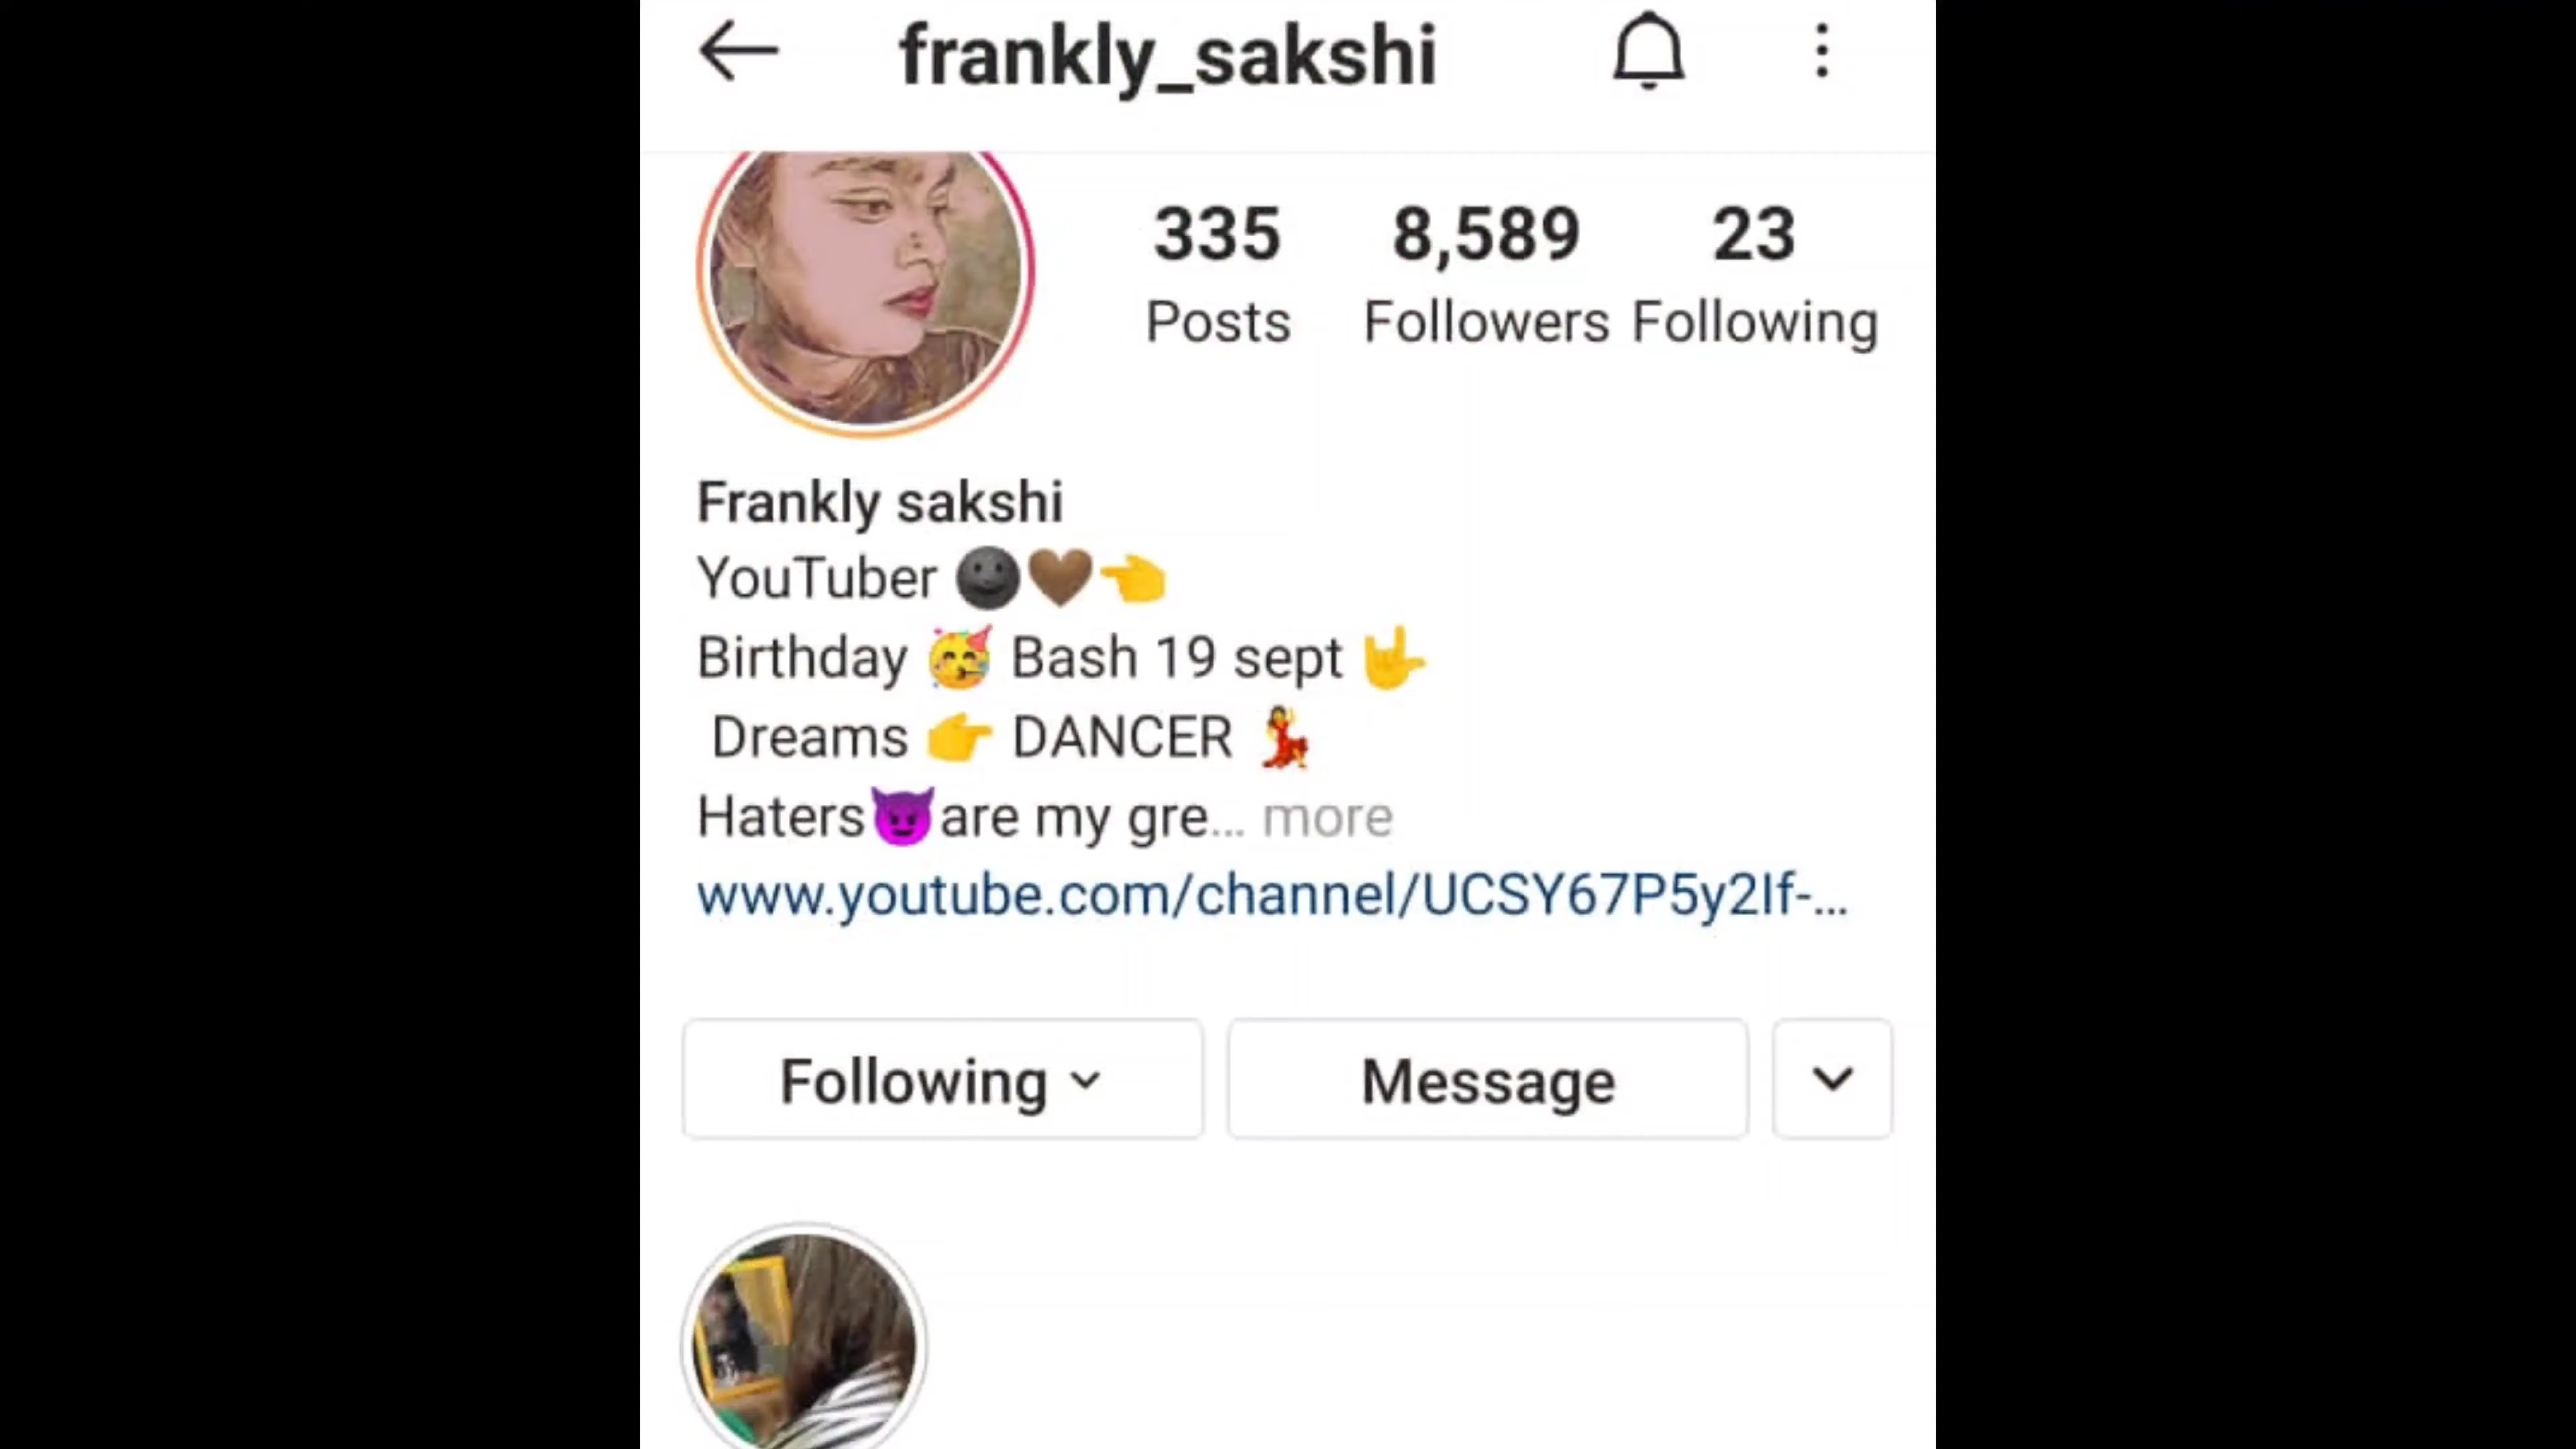 frankly_sakshi
335 8,589 23
Posts Followers Following
Frankly sakshi
YouTuber 🌚🤎👈
Birthday 🥳 Bash 19 sept 🤟
Dreams 👉 DANCER 💃
Haters😈are my gre... more
www.youtube.com/channel/UCSY67P5y2If-...
Following Message